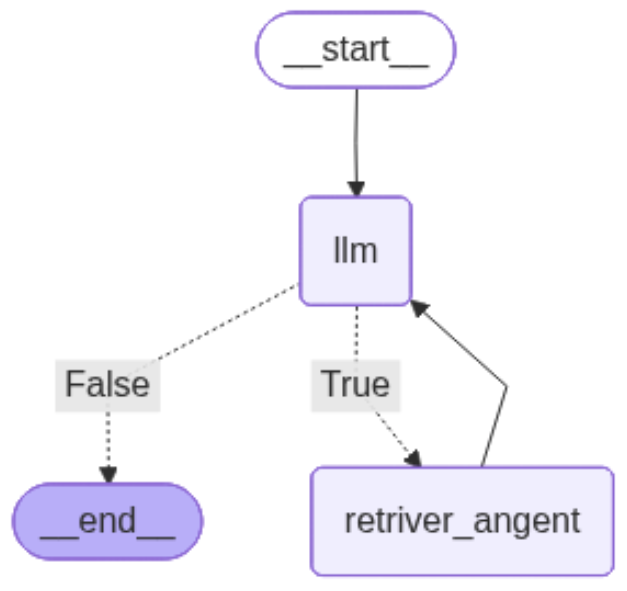 __start__
llm
False
True
__end__
retriver_angent